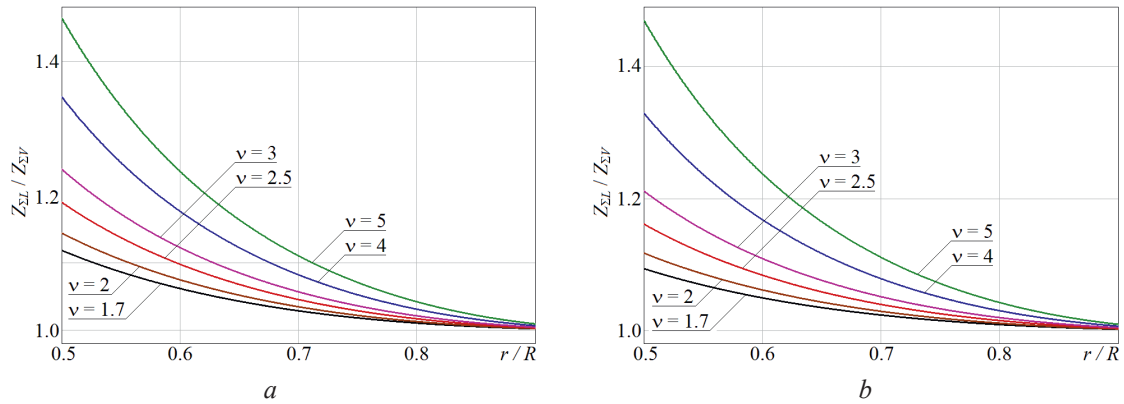 1.4
1.2
1.0
Z_ΣL / Z_ΣV
ν = 3
ν = 2.5
ν = 5
ν = 4
ν = 2
ν = 1.7
0.5
0.6
0.7
0.8
r / R
a
1.4
1.2
1.0
Z_ΣL / Z_ΣV
ν = 3
ν = 2.5
ν = 5
ν = 4
ν = 2
ν = 1.7
0.5
0.6
0.7
0.8
r / R
b